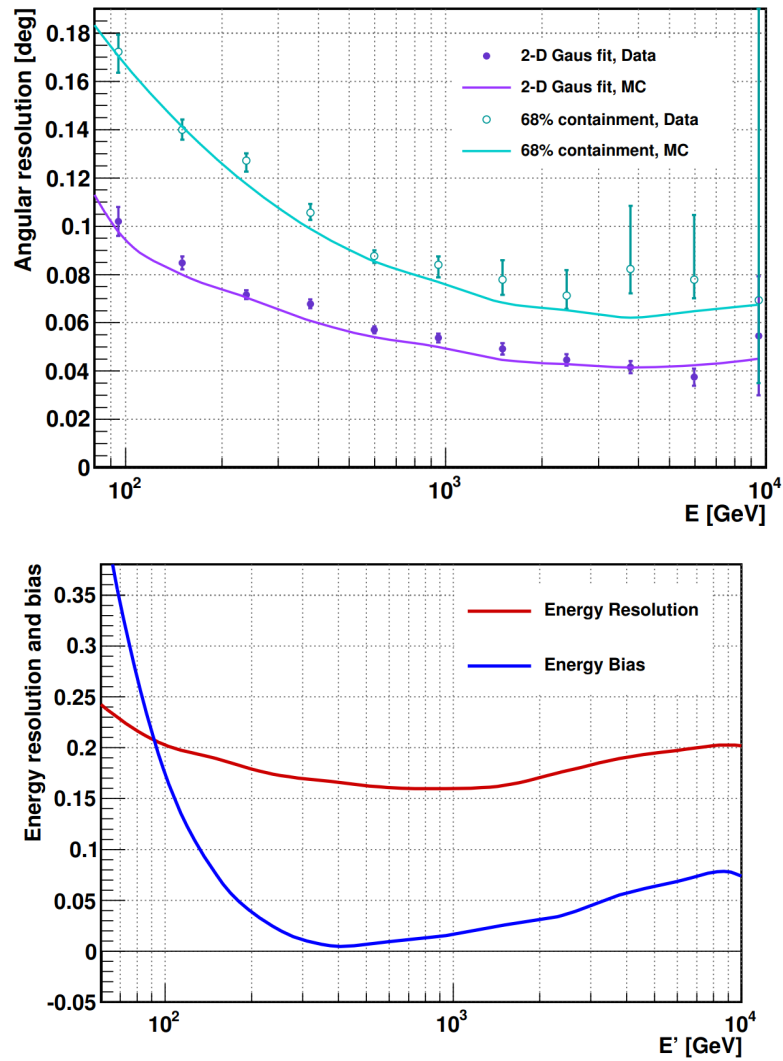 Angular resolution [deg]
0.18
0.16
0.14
0.12
0.1
0.08
0.06
0.04
0.02
0
2-D Gaus fit, Data
2-D Gaus fit, MC
68% containment, Data
68% containment, MC
10² 10³ 10⁴
E [GeV]
Energy resolution and bias
0.35
0.3
0.25
0.2
0.15
0.1
0.05
0
-0.05
Energy Resolution
Energy Bias
10² 10³ 10⁴
E' [GeV]